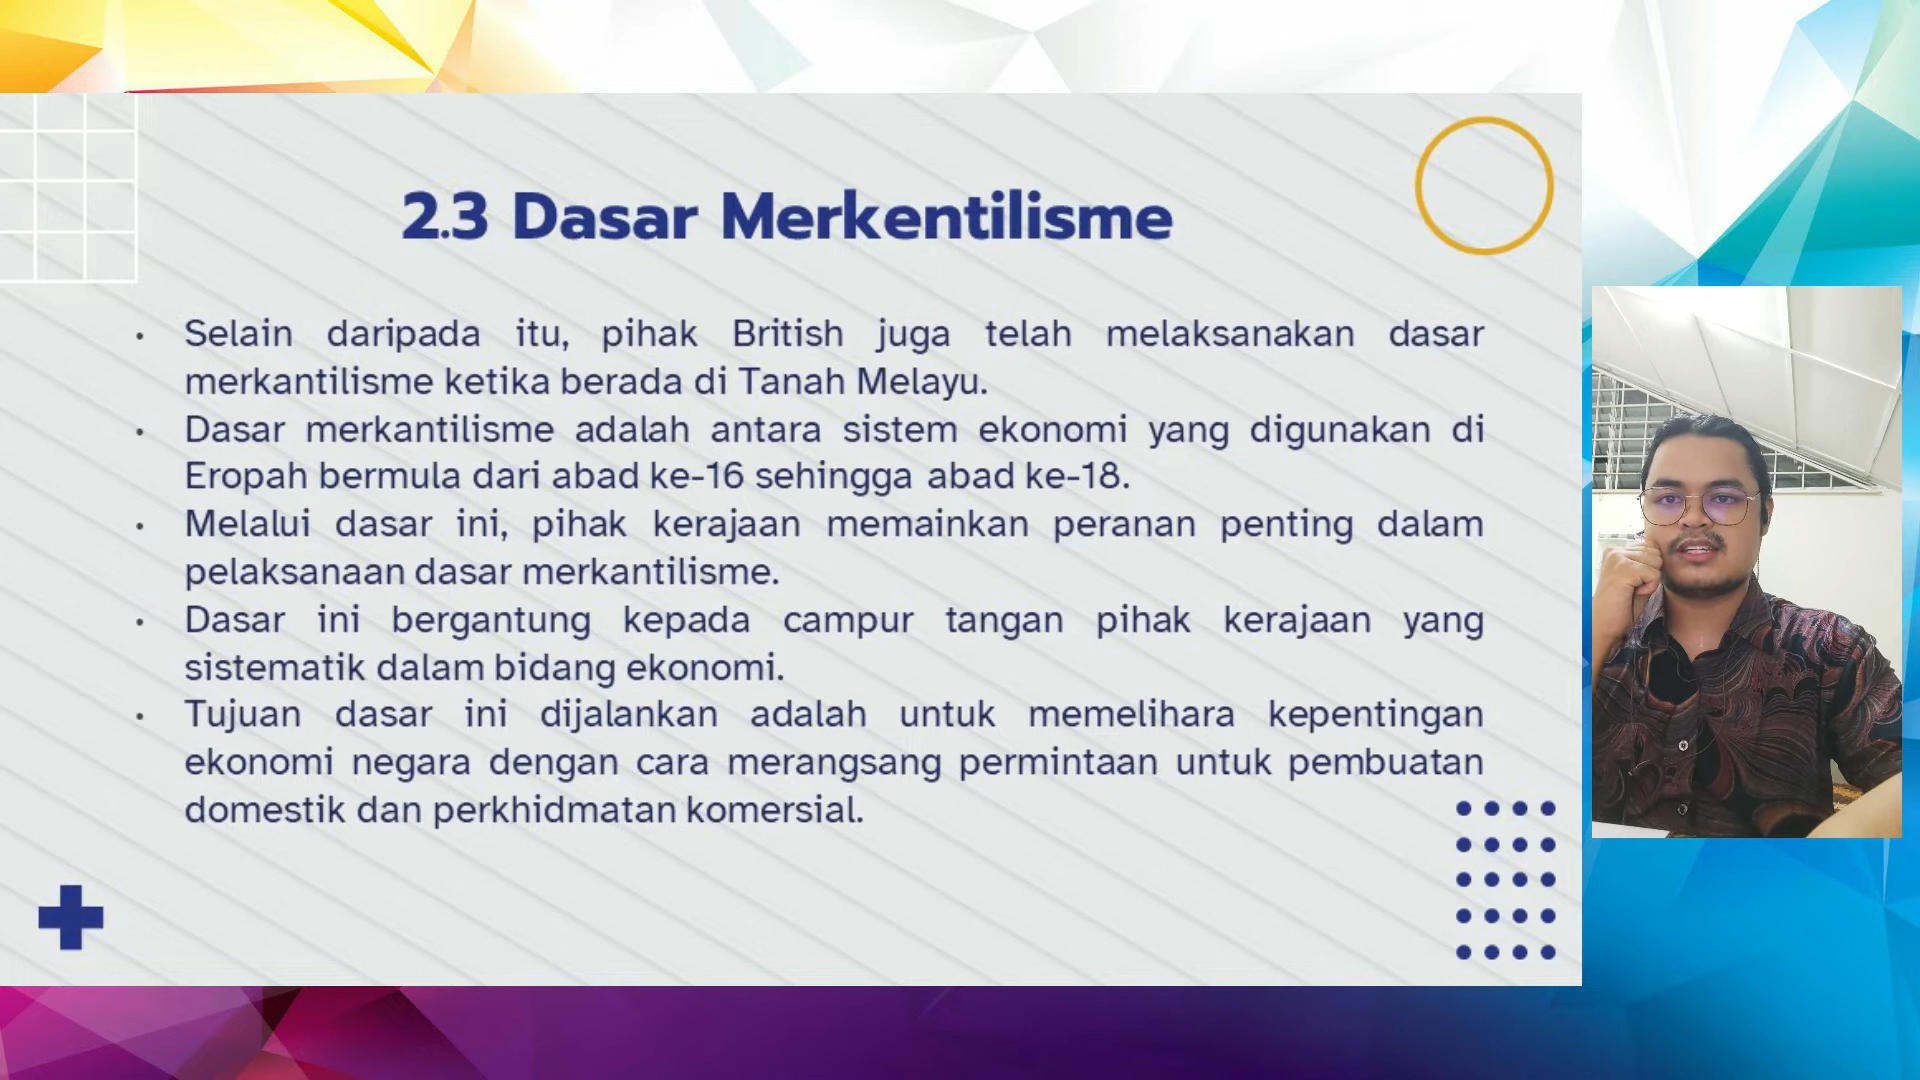 2.3 Dasar Merkentilisme
• Selain daripada itu, pihak British juga telah melaksanakan dasar
merkantilisme ketika berada di Tanah Melayu.
• Dasar merkantilisme adalah antara sistem ekonomi yang digunakan di
Eropah bermula dari abad ke-16 sehingga abad ke-18.
• Melalui dasar ini, pihak kerajaan memainkan peranan penting dalam
pelaksanaan dasar merkantilisme.
• Dasar ini bergantung kepada campur tangan pihak kerajaan yang
sistematik dalam bidang ekonomi.
• Tujuan dasar ini dijalankan adalah untuk memelihara kepentingan
ekonomi negara dengan cara merangsang permintaan untuk pembuatan
domestik dan perkhidmatan komersial.